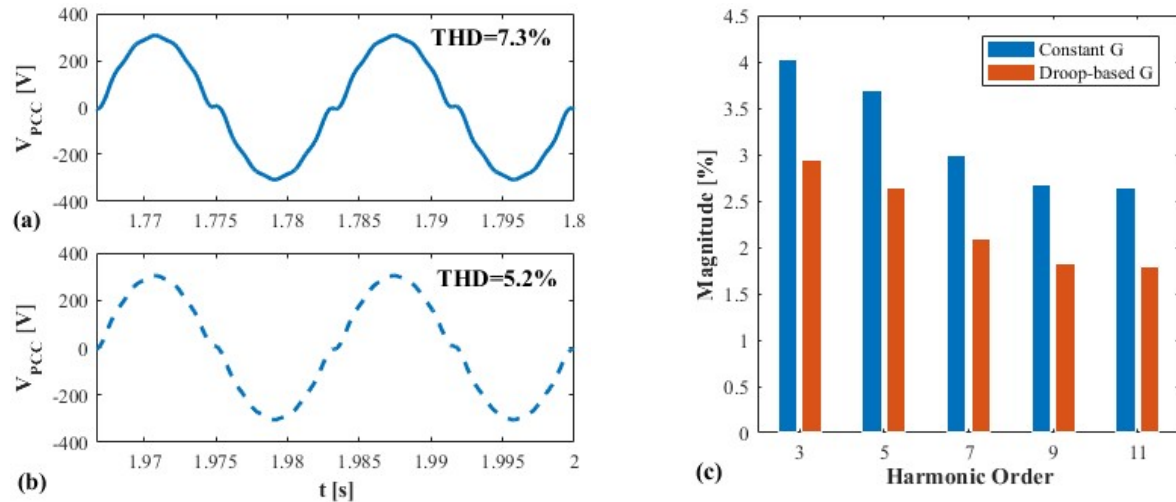 400
200
0
-200
-400
V_PCC [V]
THD=7.3%
1.77 1.775 1.78 1.785 1.79 1.795 1.8
(a)
400
200
0
-200
-400
V_PCC [V]
THD=5.2%
1.97 1.975 1.98 1.985 1.99 1.995 2
t [s]
(b)
4.5
4
3.5
3
2.5
2
1.5
1
0.5
0
Magnitude [%]
Constant G
Droop-based G
3 5 7 9 11
Harmonic Order
(c)